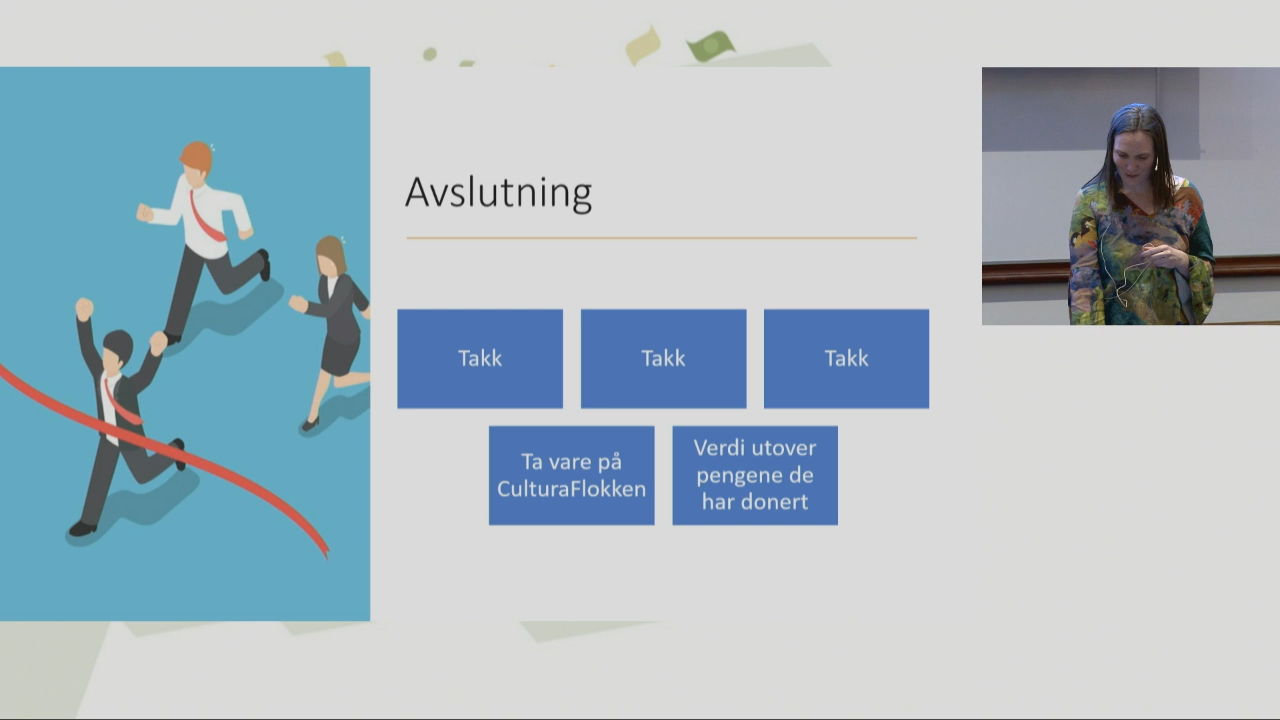 Avslutning
Takk
Takk
Takk
Ta vare på
CulturaFlokken
Verdi utover
pengene de
har donert